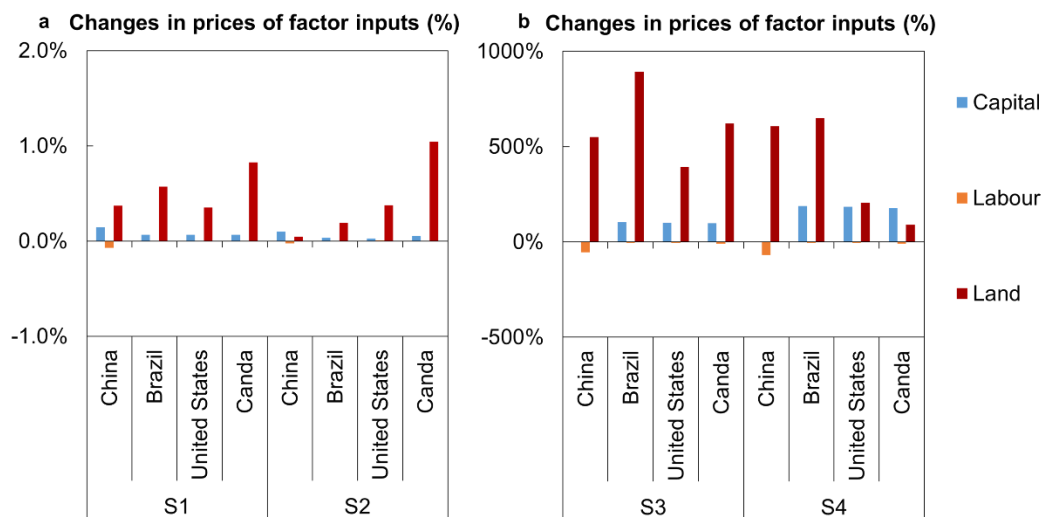 a Changes in prices of factor inputs (%)
2.0%
1.0%
0.0%
-1.0%
China
Brazil
United States
Canda
China
Brazil
United States
Canda
S1
S2
b Changes in prices of factor inputs (%)
1000%
500%
0%
-500%
China
Brazil
United States
Canda
China
Brazil
United States
Canda
S3
S4
Capital
Labour
Land